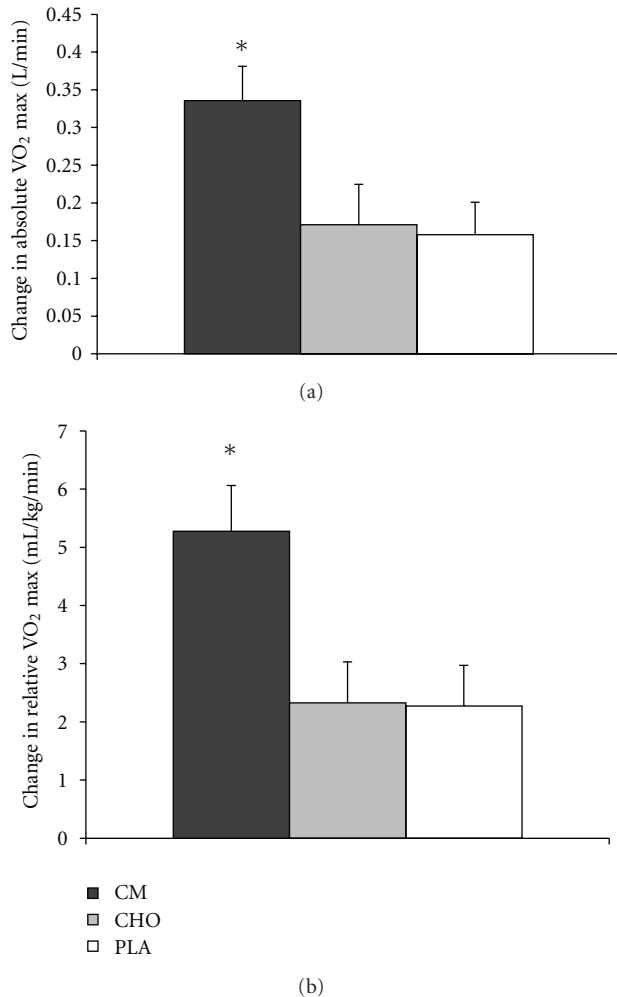 Change in absolute VO₂ max (L/min)
0.45
0.4
0.35
0.3
0.25
0.2
0.15
0.1
0.05
0
*
(a)
Change in relative VO₂ max (mL/kg/min)
7
6
5
4
3
2
1
0
*
CM
CHO
PLA
(b)